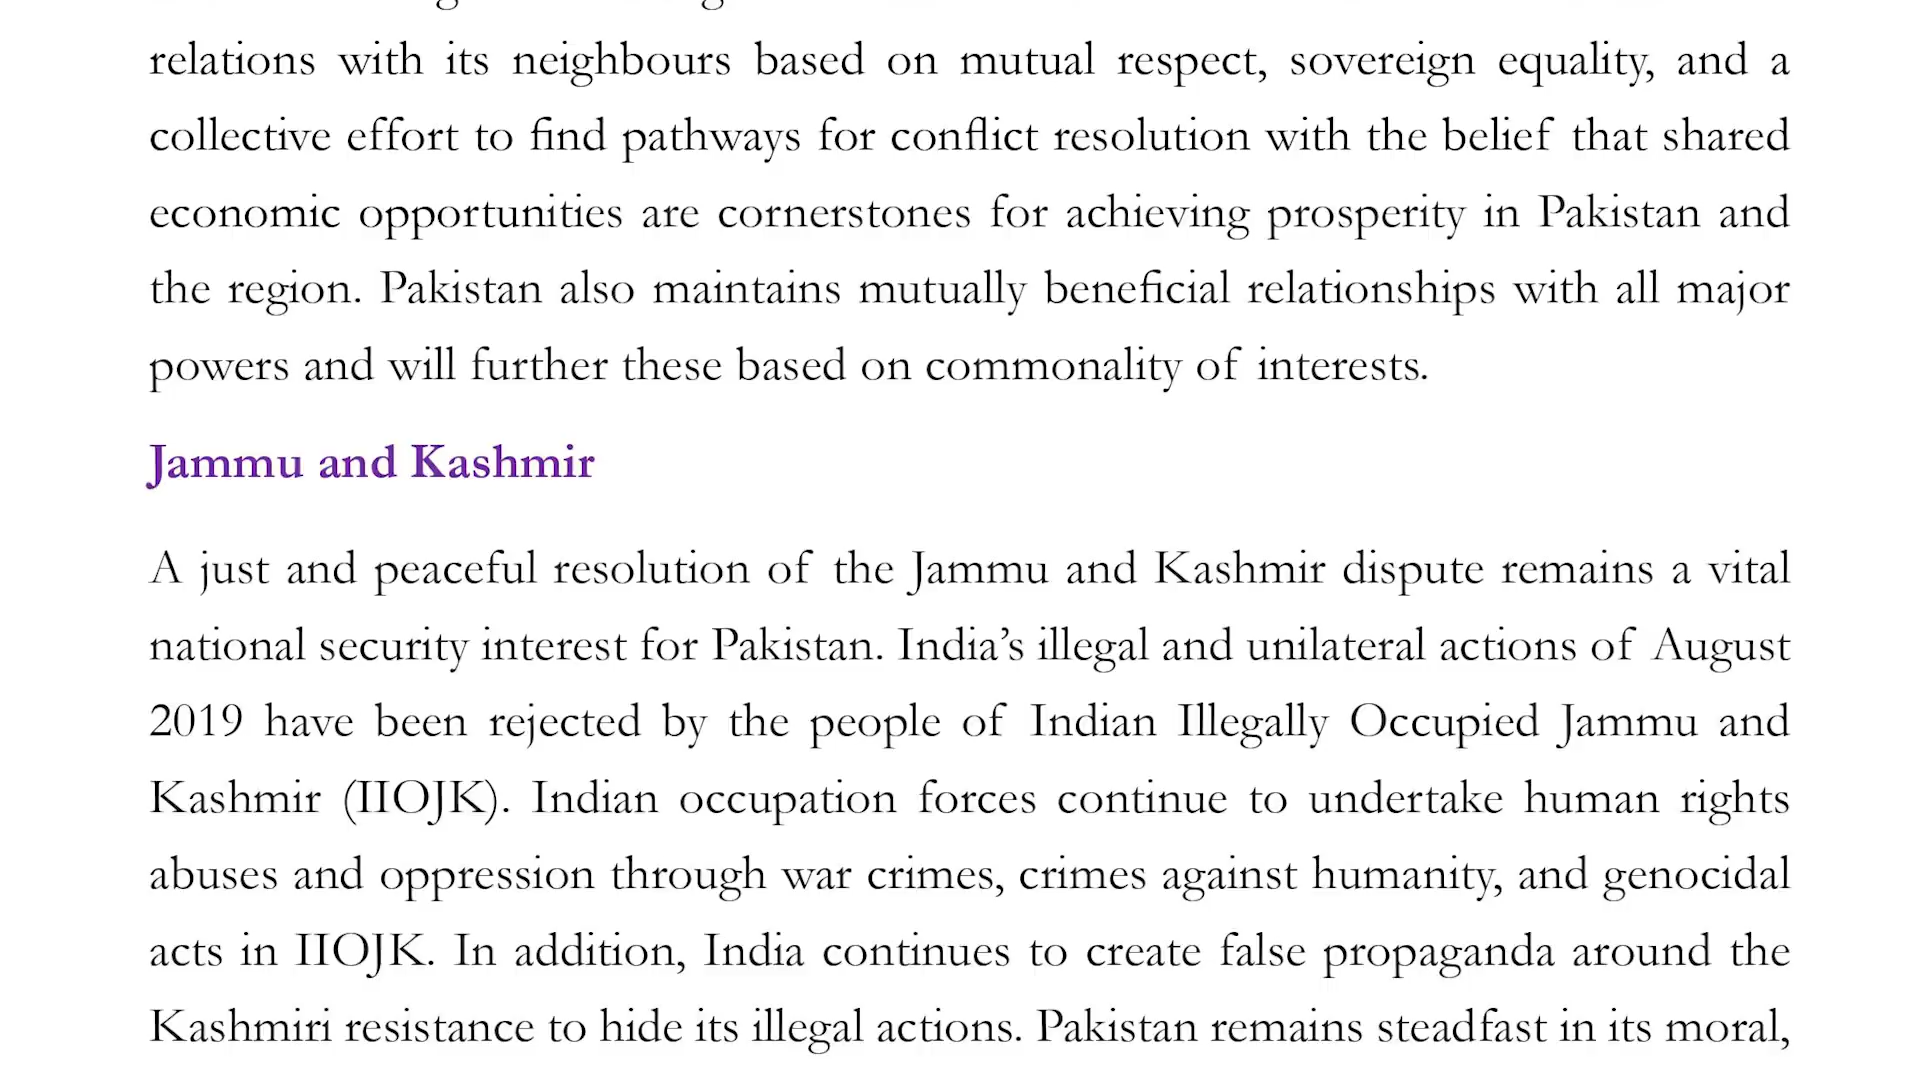 relations with its neighbours based on mutual respect, sovereign equality, and a
collective effort to find pathways for conflict resolution with the belief that shared
economic opportunities are cornerstones for achieving prosperity in Pakistan and
the region. Pakistan also maintains mutually beneficial relationships with all major
powers and will further these based on commonality of interests.
Jammu and Kashmir
A just and peaceful resolution of the Jammu and Kashmir dispute remains a vital
national security interest for Pakistan. India’s illegal and unilateral actions of August
2019 have been rejected by the people of Indian Illegally Occupied Jammu and
Kashmir (IIOJK). Indian occupation forces continue to undertake human rights
abuses and oppression through war crimes, crimes against humanity, and genocidal
acts in IIOJK. In addition, India continues to create false propaganda around the
Kashmiri resistance to hide its illegal actions. Pakistan remains steadfast in its moral,